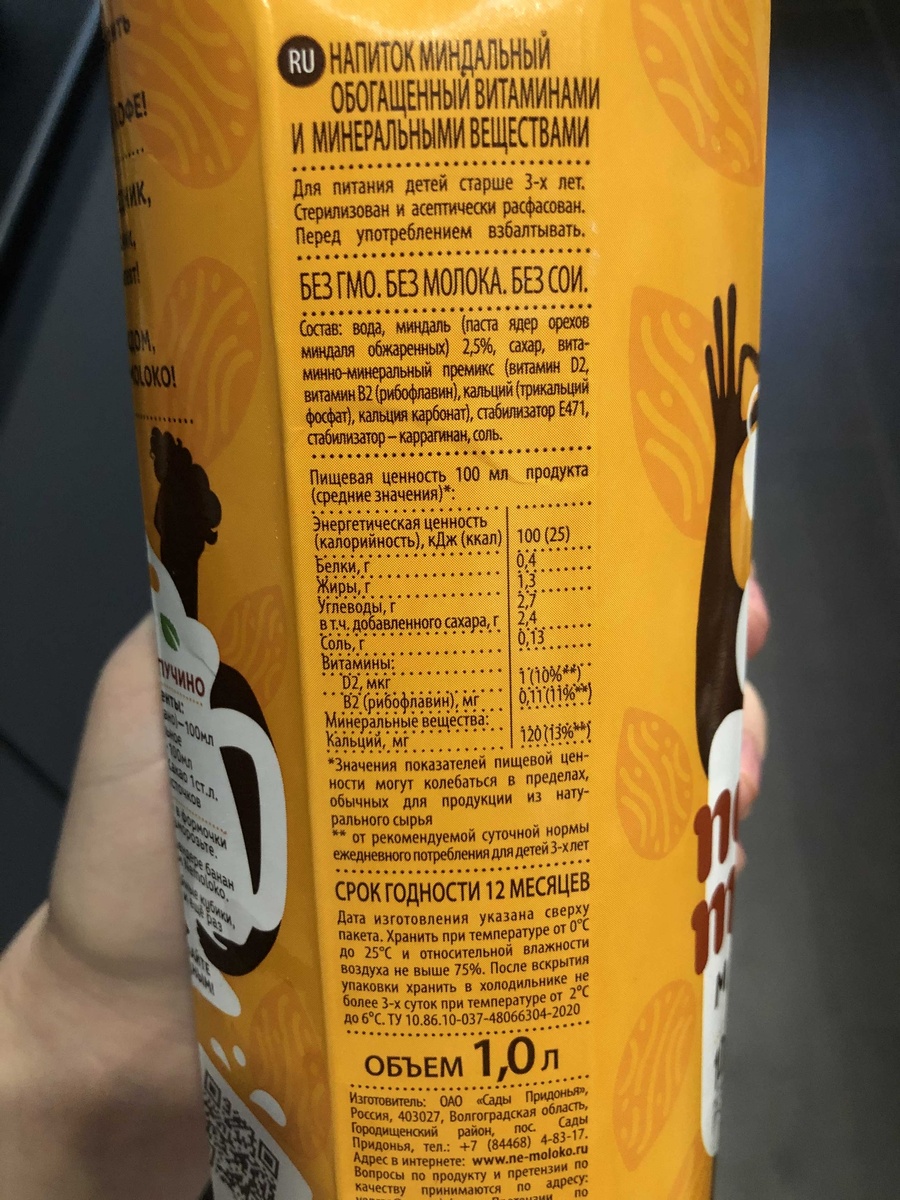 RU НАПИТОК МИНДАЛЬНЫЙ
ОБОГАЩЕННЫЙ ВИТАМИНАМИ
И МИНЕРАЛЬНЫМИ ВЕЩЕСТВАМИ
Для питания детей старше 3-х лет.
Стерилизован и асептически расфасован.
Перед употреблением взбалтывать.
БЕЗ ГМО. БЕЗ МОЛОКА. БЕЗ СОИ.
Состав: вода, миндаль (паста ядер орехов
миндаля обжаренных) 2,5%, сахар, вита-
минно-минеральный премикс (витамин D2,
витамин В2 (рибофлавин), кальций (трикальций
фосфат), кальция карбонат), стабилизатор Е471,
стабилизатор – каррагинан, соль.
Пищевая ценность 100 мл продукта
(средние значения)*:
Энергетическая ценность
(калорийность), кДж (ккал) 100 (25)
Белки, г 0,4
Жиры, г 1,3
Углеводы, г 2,7
в т.ч. добавленного сахара, г 2,4
Соль, г 0,13
Витамины:
D2, мкг 1 (10%**)
В2 (рибофлавин), мг 0,11 (11%**)
Минеральные вещества:
Кальций, мг 120 (13%**)
*Значения показателей пищевой цен-
ности могут колебаться в пределах,
обычных для продукции из нату-
рального сырья
** от рекомендуемой суточной нормы
ежедневного потребления для детей 3-х лет
СРОК ГОДНОСТИ 12 МЕСЯЦЕВ
Дата изготовления указана сверху
пакета. Хранить при температуре от 0°С
до 25°С и относительной влажности
воздуха не выше 75%. После вскрытия
упаковки хранить в холодильнике не
более 3-х суток при температуре от 2°С
до 6°С. ТУ 10.86.10-037-48066304-2020
ОБЪЕМ 1,0 л
Изготовитель: ОАО «Сады Придонья»,
Россия, 403027, Волгоградская область,
Городищенский район, пос. Сады
Придонья, тел.: +7 (84468) 4-83-17.
Адрес в интернете: www.ne-moloko.ru
Вопросы по продукту и претензии по
качеству принимаются по адресу: